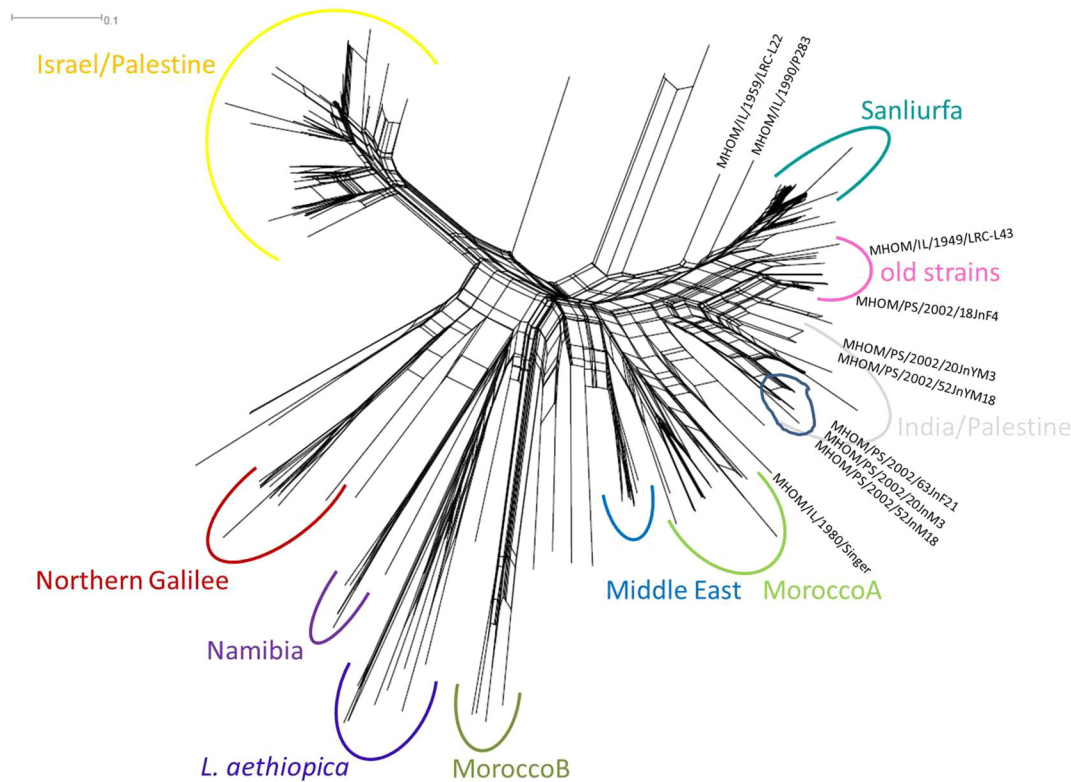 0.1
Israel/Palestine
MHOM/IL/1959/LRC-L22
MHOM/IL/1990/P283
Sanliurfa
MHOM/IL/1949/LRC-L43
old strains
MHOM/PS/2002/18JnF4
MHOM/PS/2002/20JnYM3
MHOM/PS/2002/52JnYM18
India/Palestine
MHOM/PS/2002/63JnF21
MHOM/PS/2002/20JnM3
MHOM/PS/2002/52JnM18
MHOM/IL/1980/Singer
Northern Galilee
Middle East
MoroccoA
Namibia
L. aethiopica
MoroccoB